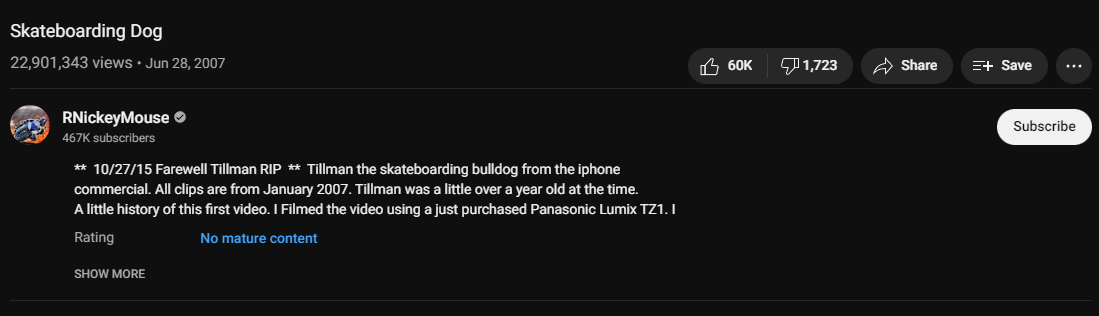 Skateboarding Dog
22,901,343 views • Jun 28, 2007
60K 1,723 Share Save
RNickeyMouse
467K subscribers
Subscribe
** 10/27/15 Farewell Tillman RIP ** Tillman the skateboarding bulldog from the iphone
commercial. All clips are from January 2007. Tillman was a little over a year old at the time.
A little history of this first video. I Filmed the video using a just purchased Panasonic Lumix TZ1. I
Rating No mature content
SHOW MORE